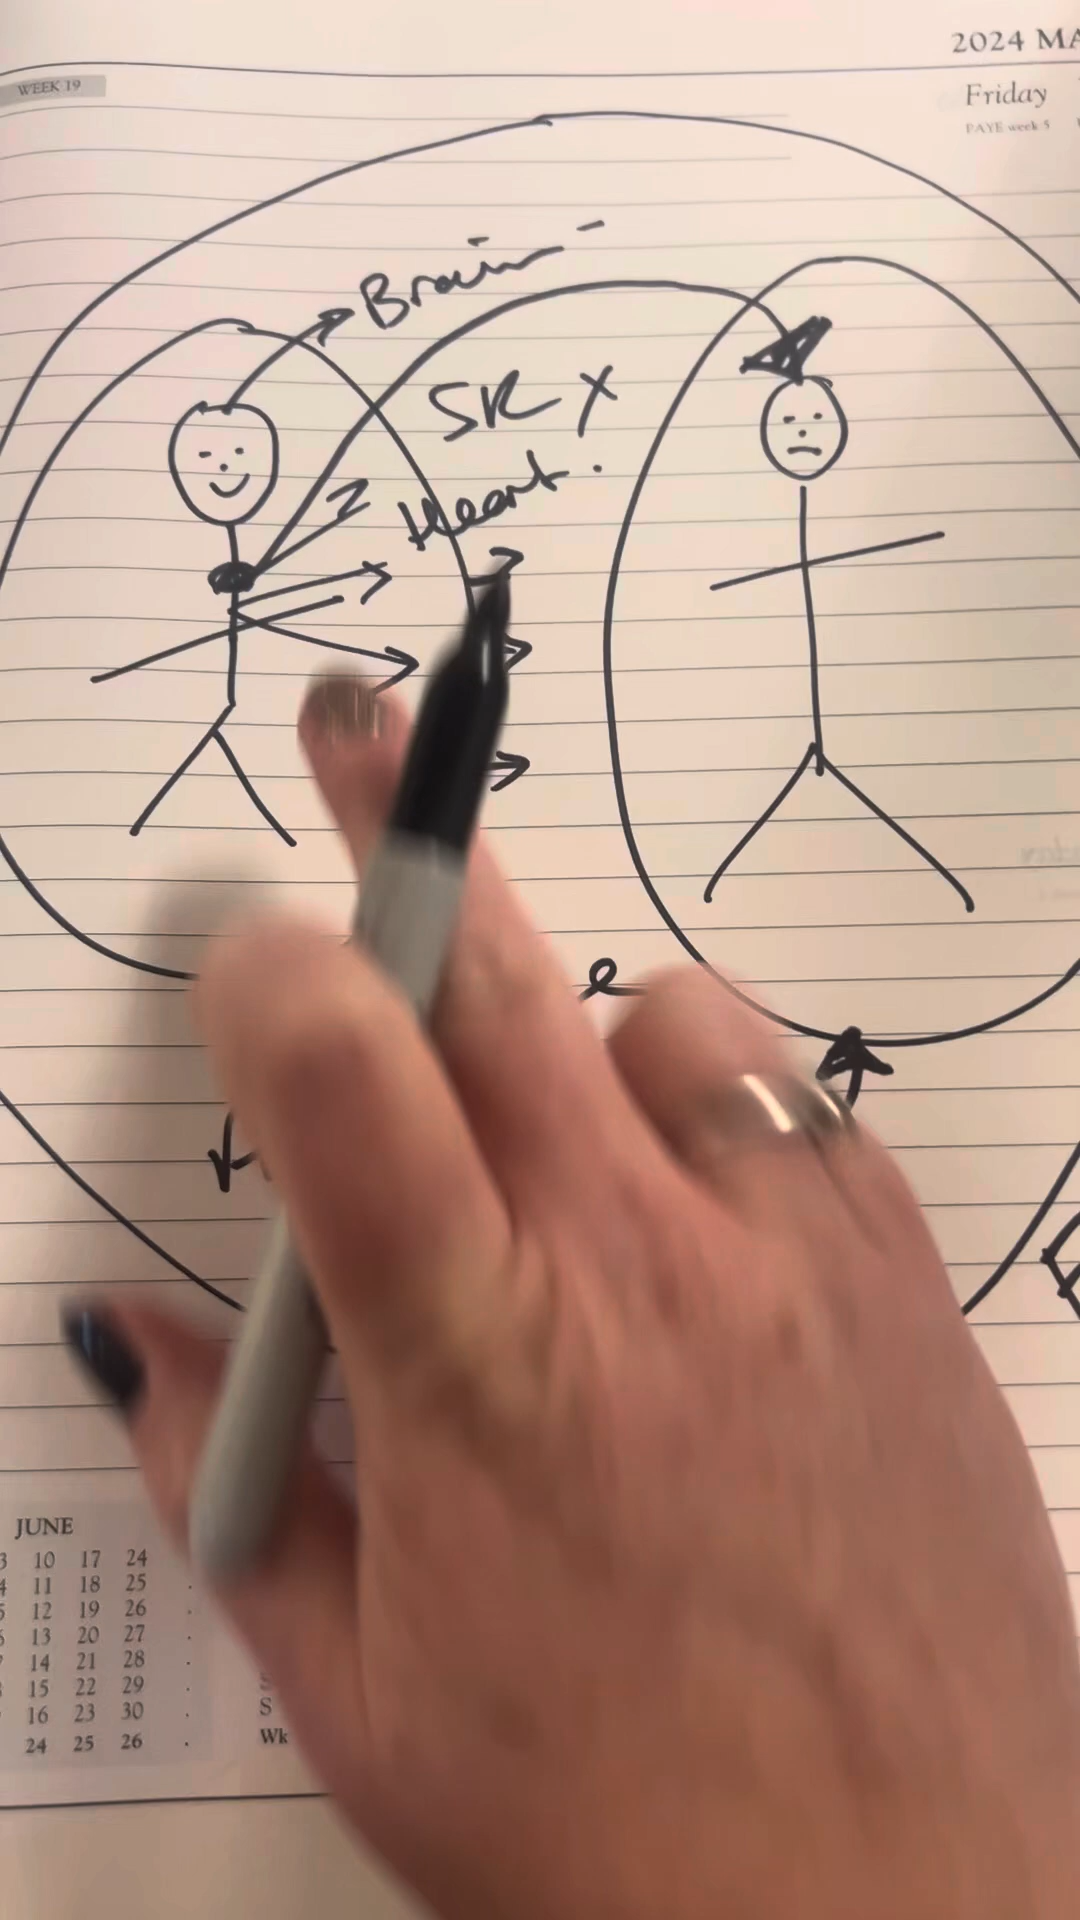 2024 MA
WEEK 19
Friday
PAYE week 5
Brain
SR X
Heart.
e
JUNE
3 10 17 24
4 11 18 25
5 12 19 26
6 13 20 27
7 14 21 28
8 15 22 29
9 16 23 30
24 25 26
S
S
Wk